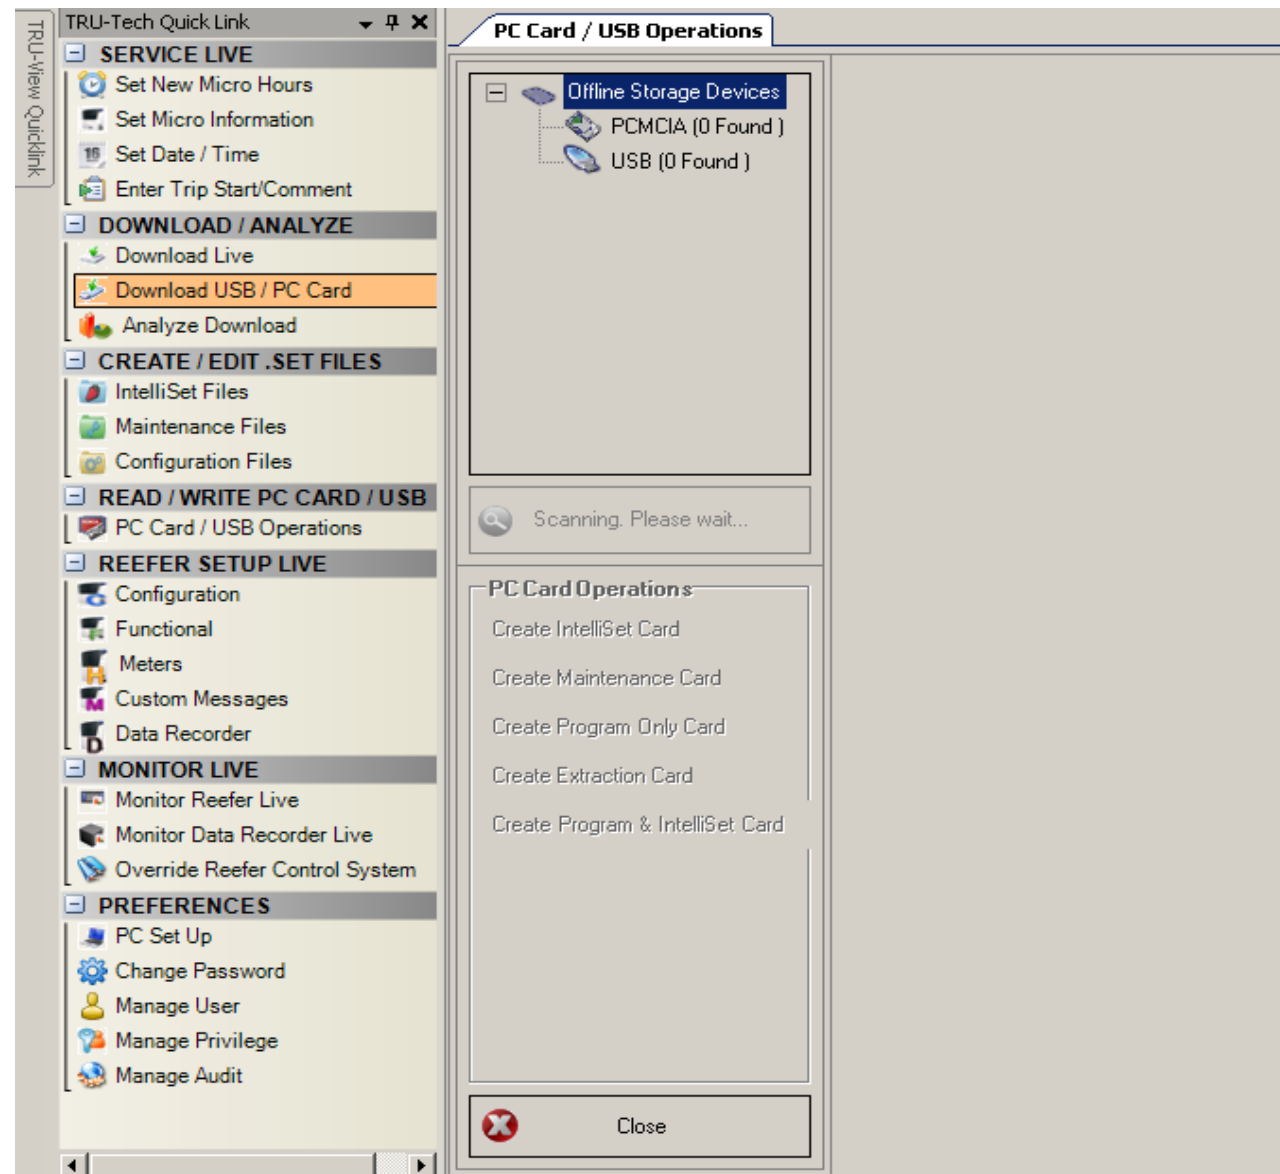 TRU-View Quicklink
TRU-Tech Quick Link
SERVICE LIVE
Set New Micro Hours
Set Micro Information
Set Date / Time
Enter Trip Start/Comment
DOWNLOAD / ANALYZE
Download Live
Download USB / PC Card
Analyze Download
CREATE / EDIT .SET FILES
IntelliSet Files
Maintenance Files
Configuration Files
READ / WRITE PC CARD / USB
PC Card / USB Operations
REEFER SETUP LIVE
Configuration
Functional
Meters
Custom Messages
Data Recorder
MONITOR LIVE
Monitor Reefer Live
Monitor Data Recorder Live
Override Reefer Control System
PREFERENCES
PC Set Up
Change Password
Manage User
Manage Privilege
Manage Audit
PC Card / USB Operations
Offline Storage Devices
PCMCIA (0 Found )
USB (0 Found )
Scanning. Please wait...
PC Card Operations
Create IntelliSet Card
Create Maintenance Card
Create Program Only Card
Create Extraction Card
Create Program & IntelliSet Card
Close